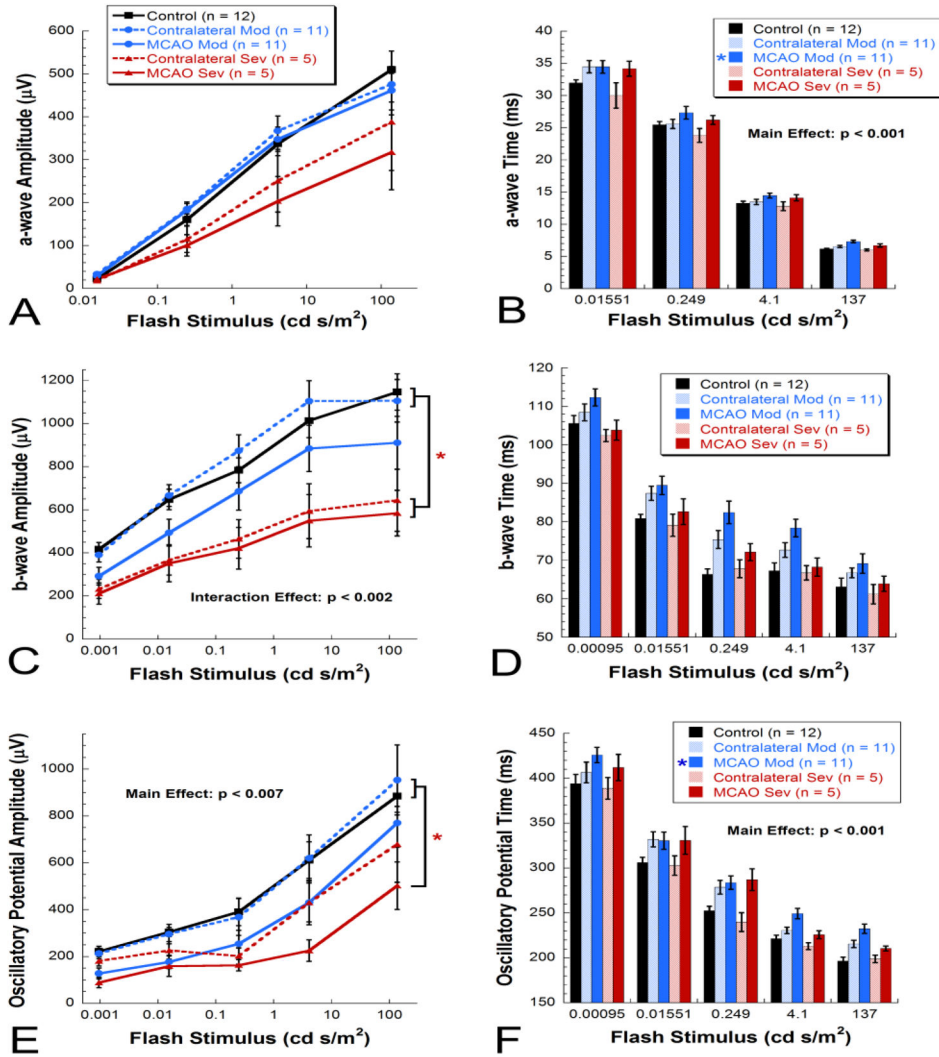 Control (n = 12)
Contralateral Mod (n = 11)
MCAO Mod (n = 11)
Contralateral Sev (n = 5)
MCAO Sev (n = 5)
600
500
400
300
200
100
0
a-wave Amplitude (µV)
0.01
0.1
1
10
100
Flash Stimulus (cd s/m²)
A
Control (n = 12)
Contralateral Mod (n = 11)
* MCAO Mod (n = 11)
Contralateral Sev (n = 5)
MCAO Sev (n = 5)
Main Effect: p < 0.001
40
35
30
25
20
15
10
5
0
a-wave Time (ms)
0.01551
0.249
4.1
137
Flash Stimulus (cd s/m²)
B
1200
1000
800
600
400
200
0
b-wave Amplitude (µV)
*
Interaction Effect: p < 0.002
0.001
0.01
0.1
1
10
100
Flash Stimulus (cd s/m²)
C
Control (n = 12)
Contralateral Mod (n = 11)
MCAO Mod (n = 11)
Contralateral Sev (n = 5)
MCAO Sev (n = 5)
120
110
100
90
80
70
60
50
b-wave Time (ms)
0.00095
0.01551
0.249
4.1
137
Flash Stimulus (cd s/m²)
D
1000
800
600
400
200
0
Oscillatory Potential Amplitude (µV)
Main Effect: p < 0.007
*
0.001
0.01
0.1
1
10
100
Flash Stimulus (cd s/m²)
E
Control (n = 12)
Contralateral Mod (n = 11)
* MCAO Mod (n = 11)
Contralateral Sev (n = 5)
MCAO Sev (n = 5)
Main Effect: p < 0.001
450
400
350
300
250
200
150
Oscillatory Potential Time (ms)
0.00095
0.01551
0.249
4.1
137
Flash Stimulus (cd s/m²)
F